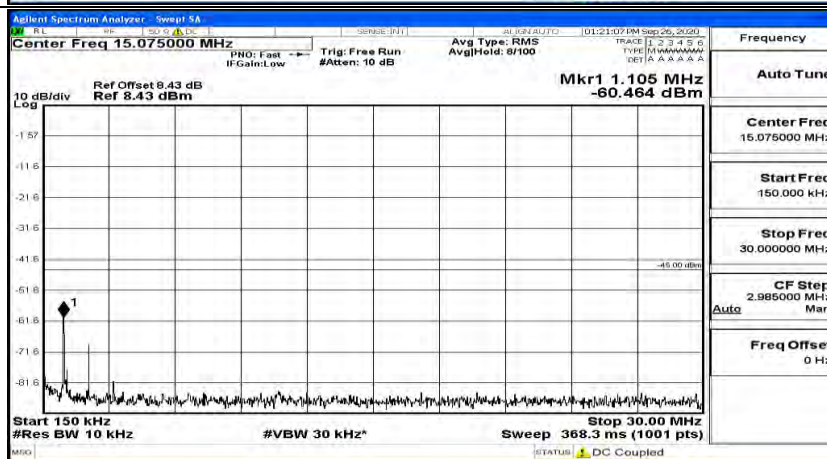 Agilent Spectrum Analyzer - Swept SA
RL RF 50 Ω DC SENSE:INT ALIGN AUTO 01:21:07 PM Sep 26, 2020
Center Freq 15.075000 MHz
PNO: Fast
IFGain:Low
Trig: Free Run
#Atten: 10 dB
Avg Type: RMS
Avg|Hold: 8/100
TRACE 1 2 3 4 5 6
TYPE MWWWWW
DET A A A A A A
Ref Offset 8.43 dB
Ref 8.43 dBm
10 dB/div
Log
Mkr1 1.105 MHz
-60.464 dBm
-1.57
-11.6
-21.6
-31.6
-41.6
-45.00 dBm
-51.6
1
-61.6
-71.6
-81.6
Start 150 kHz
Stop 30.00 MHz
#Res BW 10 kHz
#VBW 30 kHz*
Sweep 368.3 ms (1001 pts)
MSG
STATUS DC Coupled
Frequency
Auto Tune
Center Freq
15.075000 MHz
Start Freq
150.000 kHz
Stop Freq
30.000000 MHz
CF Step
2.985000 MHz
Auto Man
Freq Offset
0 Hz